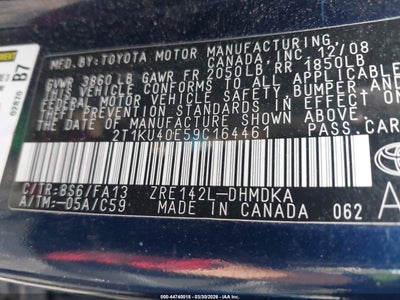 MFD.BY:TOYOTA MOTOR MANUFACTURING,
CANADA, INC. 12/08
GVWR 3860LB GAWR FR 2050LB, RR 1850LB
THIS VEHICLE CONFORMS TO ALL APPLICABLE
FEDERAL MOTOR VEHICLE SAFETY, BUMPER, AND
THEFT PREVENTION STANDARDS IN EFFECT ON
THE DATE OF MANUFACTURE SHOWN ABOVE.
2T1KU40E59C164461 PASS.CAR
C/TR:8S6/FA13 ZRE142L-DHMDKA
A/TM:-05A/C59 MADE IN CANADA 062
TOYOTA
02870 B7
000-44740018 - 03/20/2026 - IAA Inc.